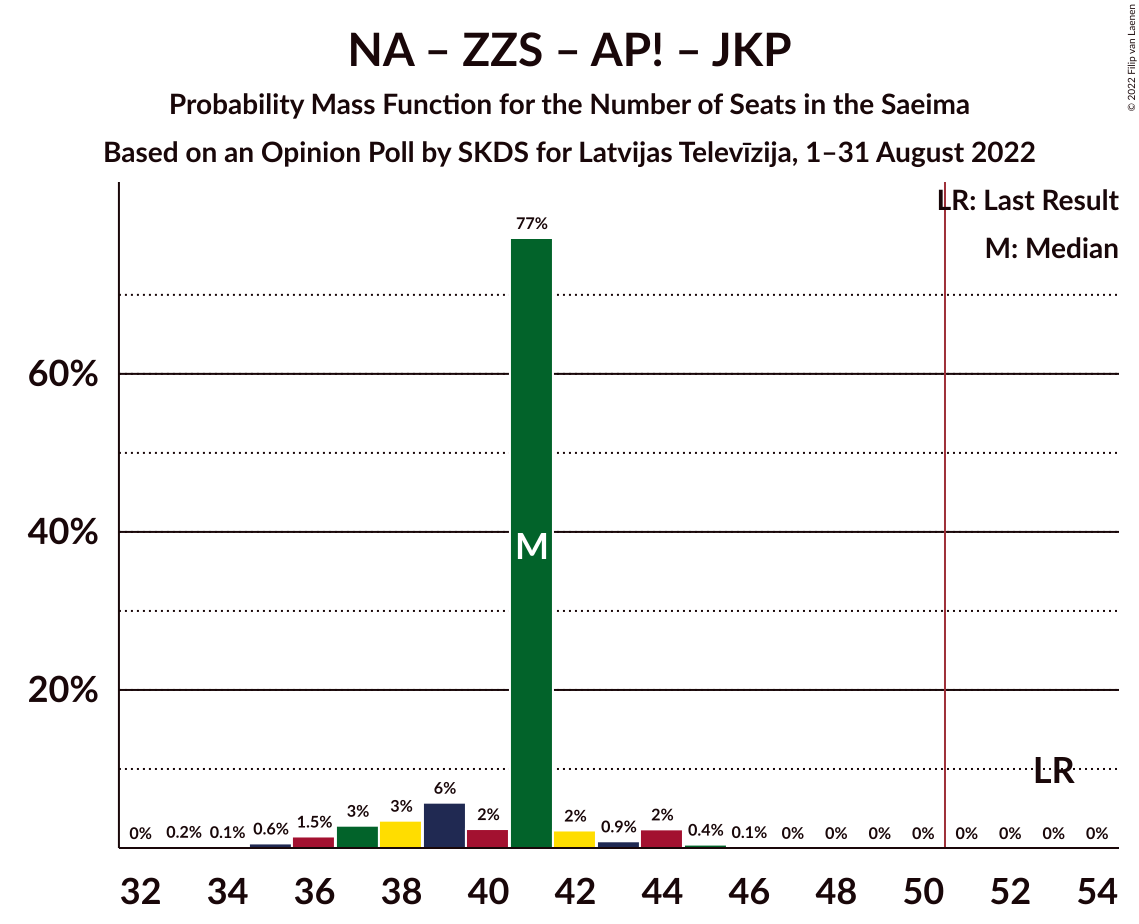 NA – ZZS – AP! – JKP
Probability Mass Function for the Number of Seats in the Saeima
Based on an Opinion Poll by SKDS for Latvijas Televīzija, 1–31 August 2022
© 2022 Filip van Laenen
LR: Last Result
M: Median
77%
60%
40%
20%
M
LR
0% 0.2% 0.1% 0.6% 1.5% 3% 3% 6% 2% 2% 0.9% 2% 0.4% 0.1% 0% 0% 0% 0% 0% 0% 0% 0%
32 34 36 38 40 42 44 46 48 50 52 54